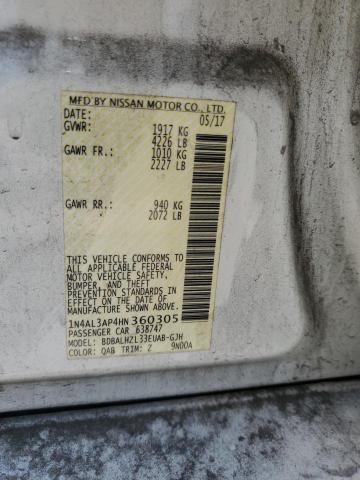 MFD BY NISSAN MOTOR CO., LTD.
DATE: 05/17
GVWR: 1917 KG
4226 LB
GAWR FR.: 1010 KG
2227 LB
GAWR RR.: 940 KG
2072 LB
THIS VEHICLE CONFORMS TO
ALL APPLICABLE FEDERAL
MOTOR VEHICLE SAFETY,
BUMPER, AND THEFT
PREVENTION STANDARDS
IN EFFECT ON THE DATE OF
MANUFACTURE SHOWN ABOVE.
1N4AL3AP4HN360305
PASSENGER CAR 638747
MODEL: BDBALHZL33EUAB-GJH
COLOR: QAB TRIM: Z 9N00A